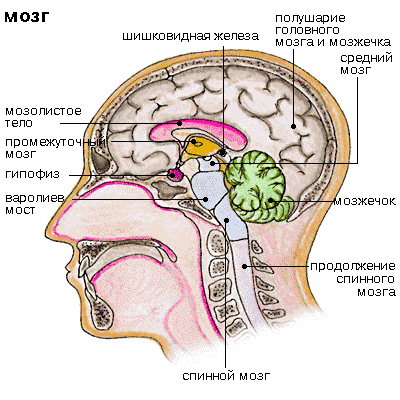 мозг
полушарие
головного
мозга и мозжечка
шишковидная железа
средний
мозг
мозолистое
тело
промежуточный
мозг
гипофиз
варолиев
мост
мозжечок
продолжение
спинного
мозга
спинной мозг